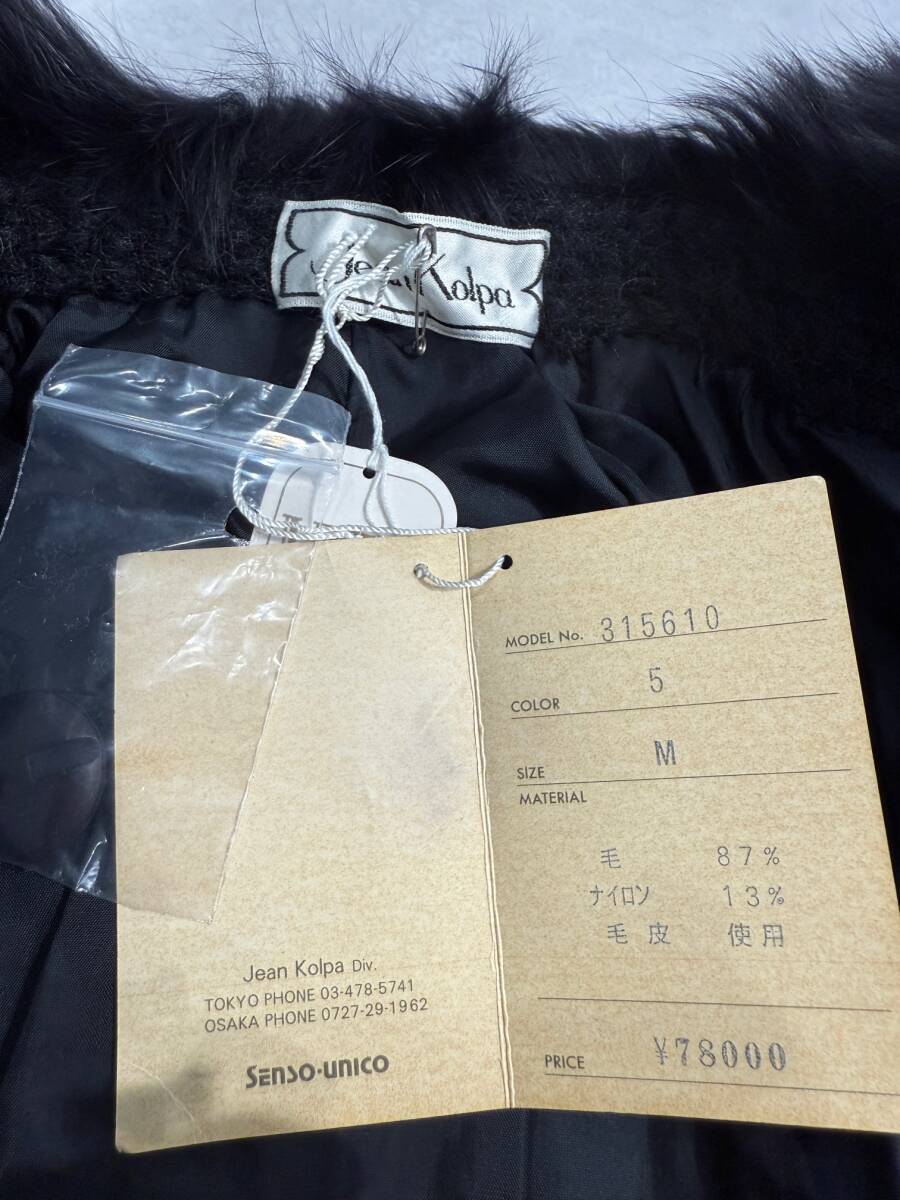 Jean Kolpa
MODEL No. 315610
COLOR 5
SIZE M
MATERIAL
毛 87%
ナイロン 13%
毛皮 使用
PRICE ¥78000
Jean Kolpa Div.
TOKYO PHONE 03-478-5741
OSAKA PHONE 0727-29-1962
SENSO·UNICO